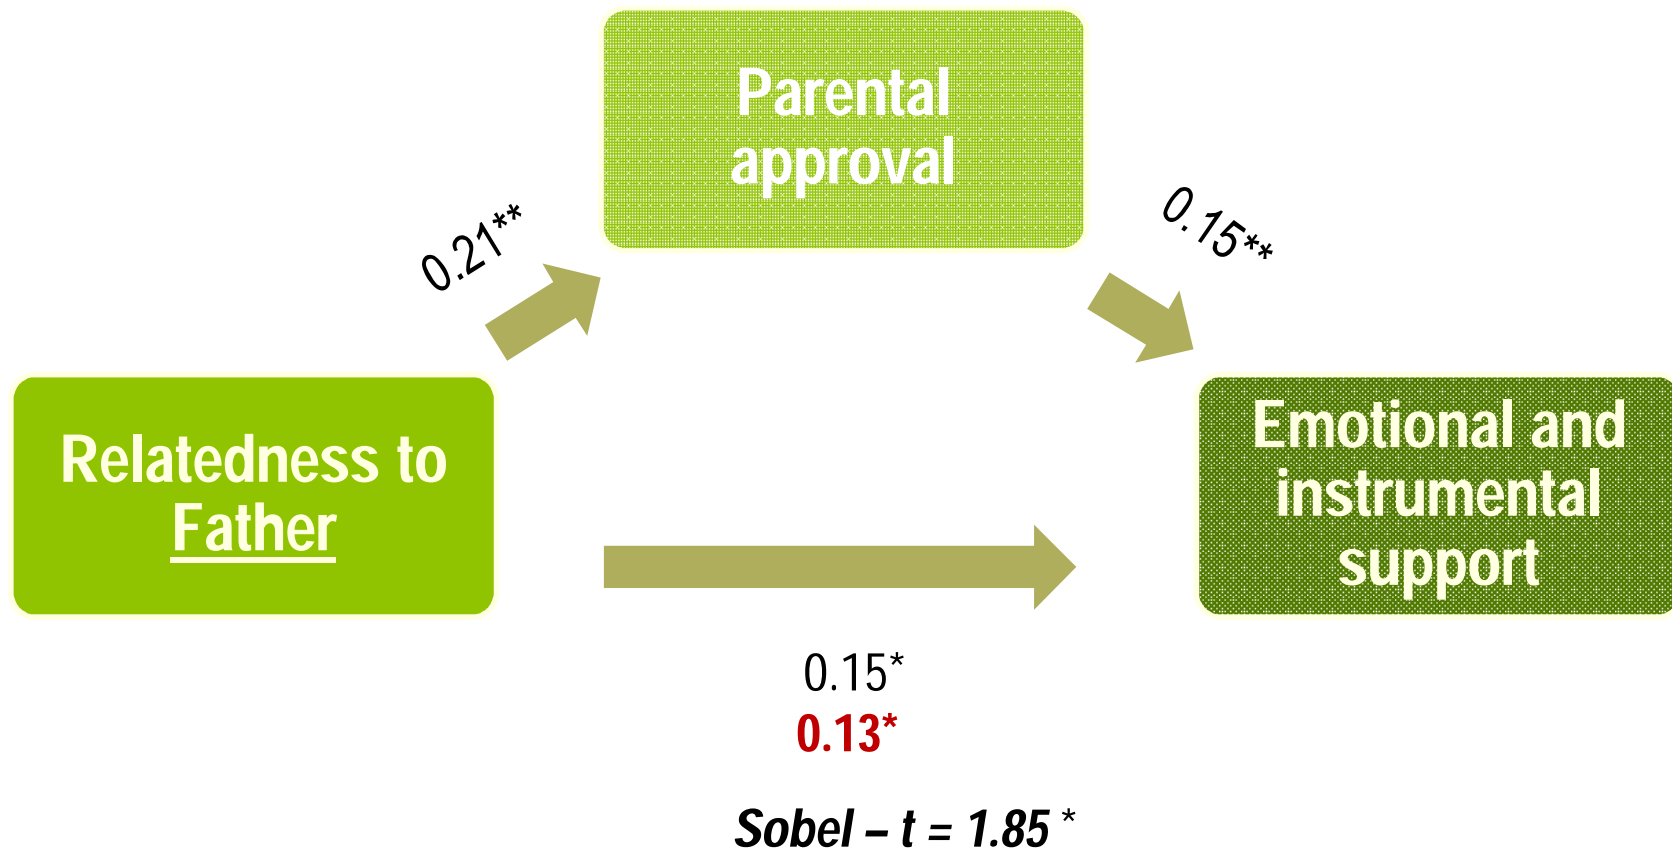 Parental
approval
0.21**
0.15**
Relatedness to
Father
Emotional and
instrumental
support
0.15*
0.13*
Sobel – t = 1.85 *